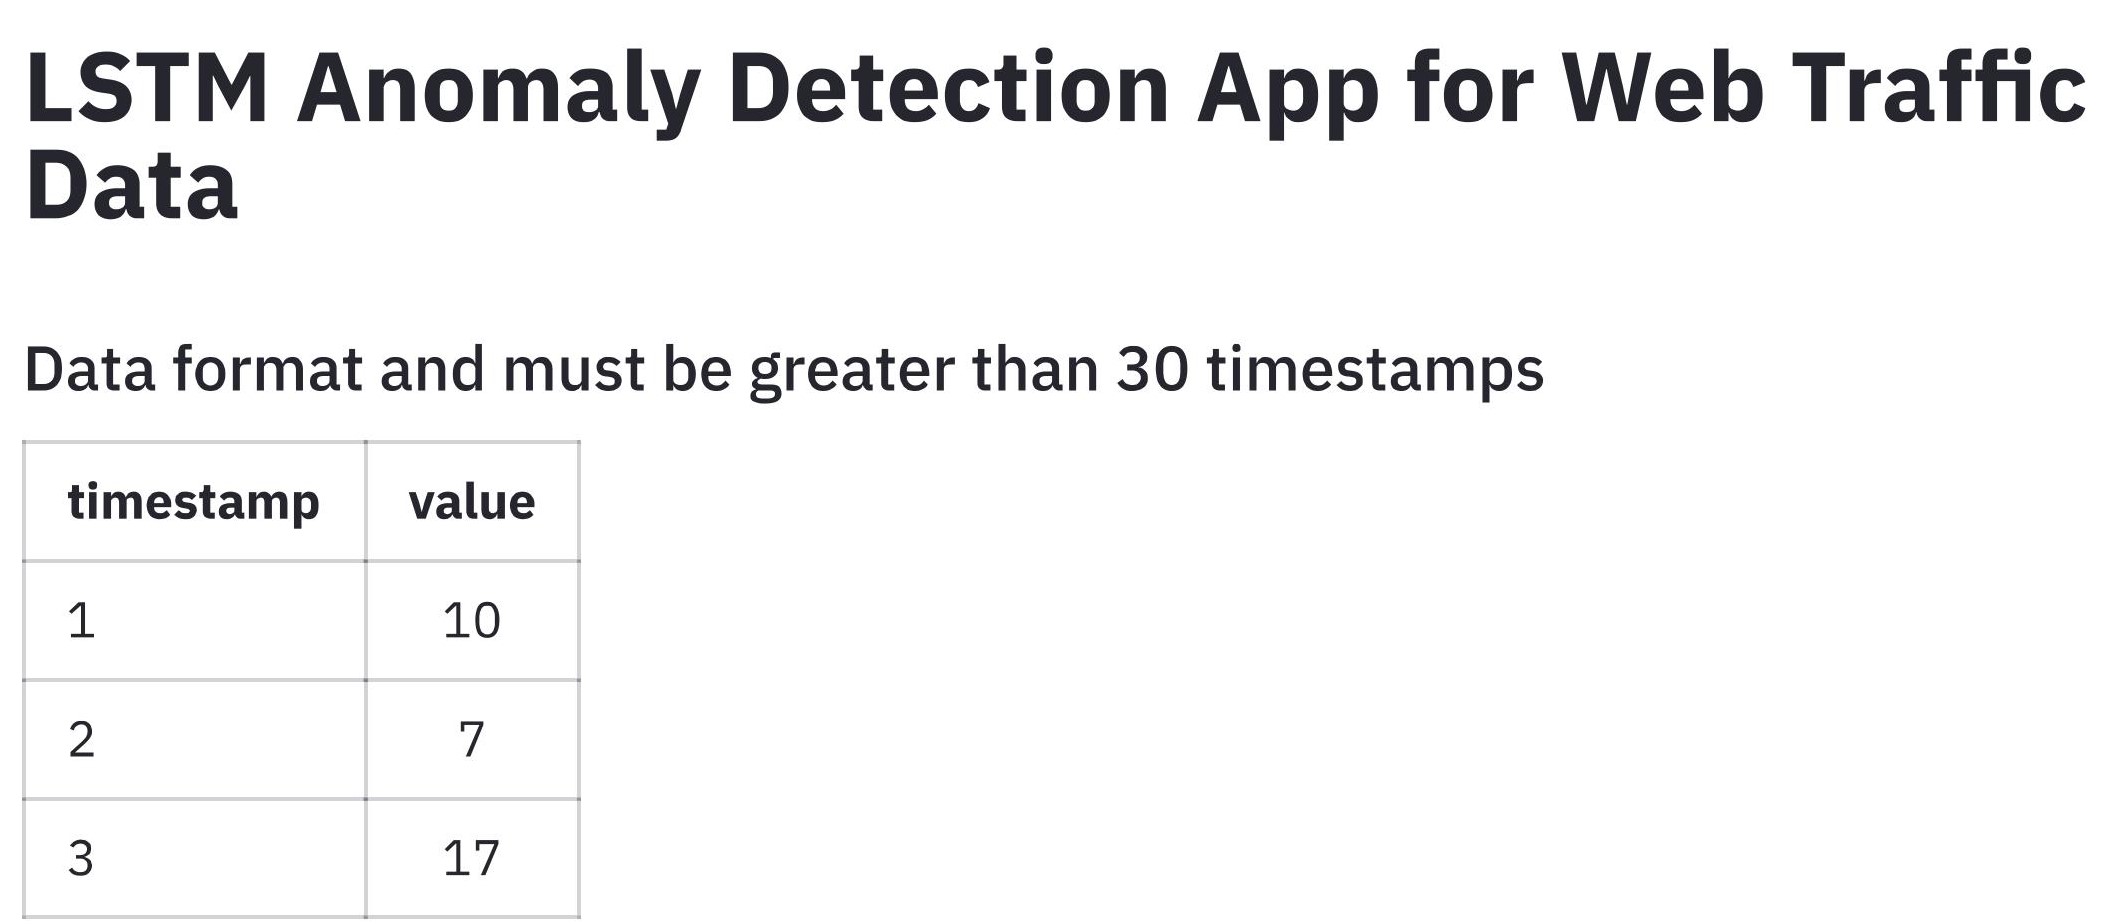 LSTM Anomaly Detection App for Web Traffic
Data
Data format and must be greater than 30 timestamps
timestamp value
1 10
2 7
3 17